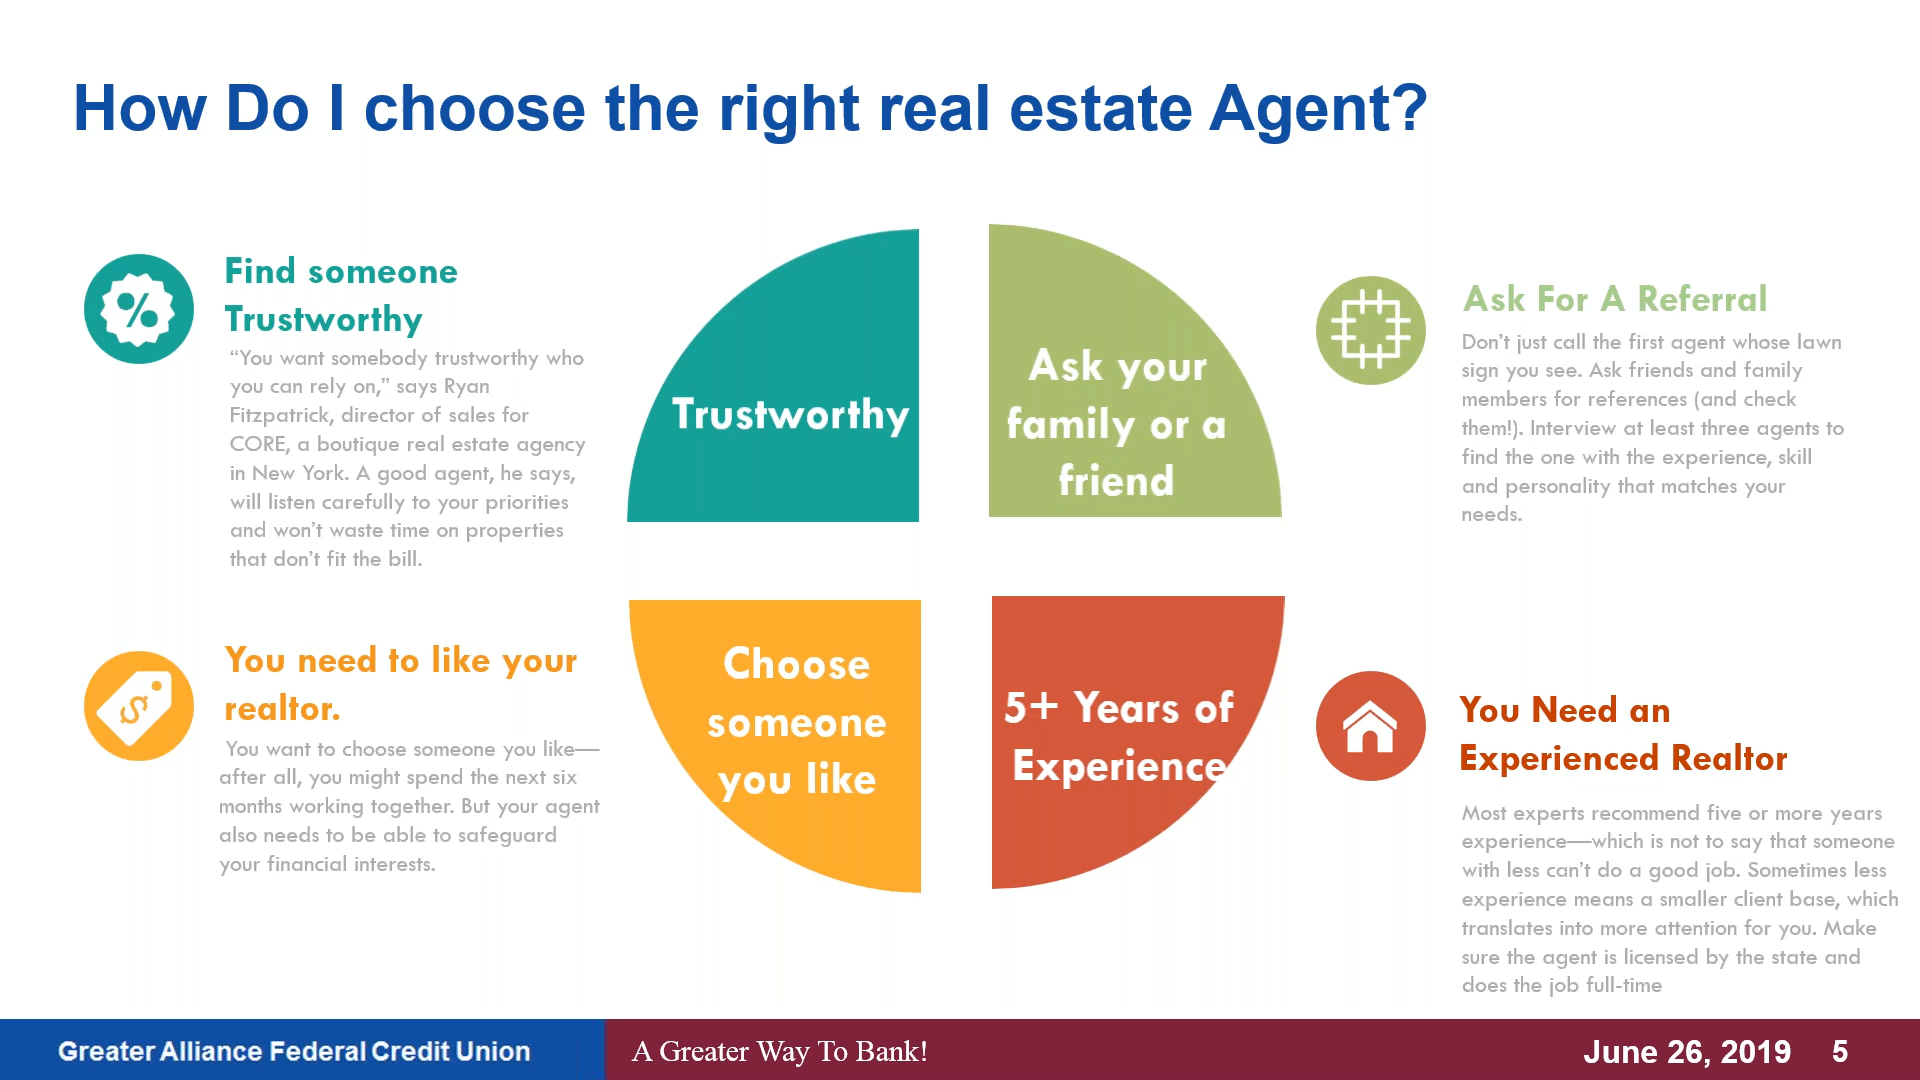 How Do I choose the right real estate Agent?
Find someone
Trustworthy
“You want somebody trustworthy who
you can rely on,” says Ryan
Fitzpatrick, director of sales for
CORE, a boutique real estate agency
in New York. A good agent, he says,
will listen carefully to your priorities
and won’t waste time on properties
that don’t fit the bill.
You need to like your
realtor.
You want to choose someone you like—
after all, you might spend the next six
months working together. But your agent
also needs to be able to safeguard
your financial interests.
Trustworthy
Ask your
family or a
friend
Choose
someone
you like
5+ Years of
Experience
Ask For A Referral
Don’t just call the first agent whose lawn
sign you see. Ask friends and family
members for references (and check
them!). Interview at least three agents to
find the one with the experience, skill
and personality that matches your
needs.
You Need an
Experienced Realtor
Most experts recommend five or more years
experience—which is not to say that someone
with less can’t do a good job. Sometimes less
experience means a smaller client base, which
translates into more attention for you. Make
sure the agent is licensed by the state and
does the job full-time
Greater Alliance Federal Credit Union
A Greater Way To Bank!
June 26, 2019
5